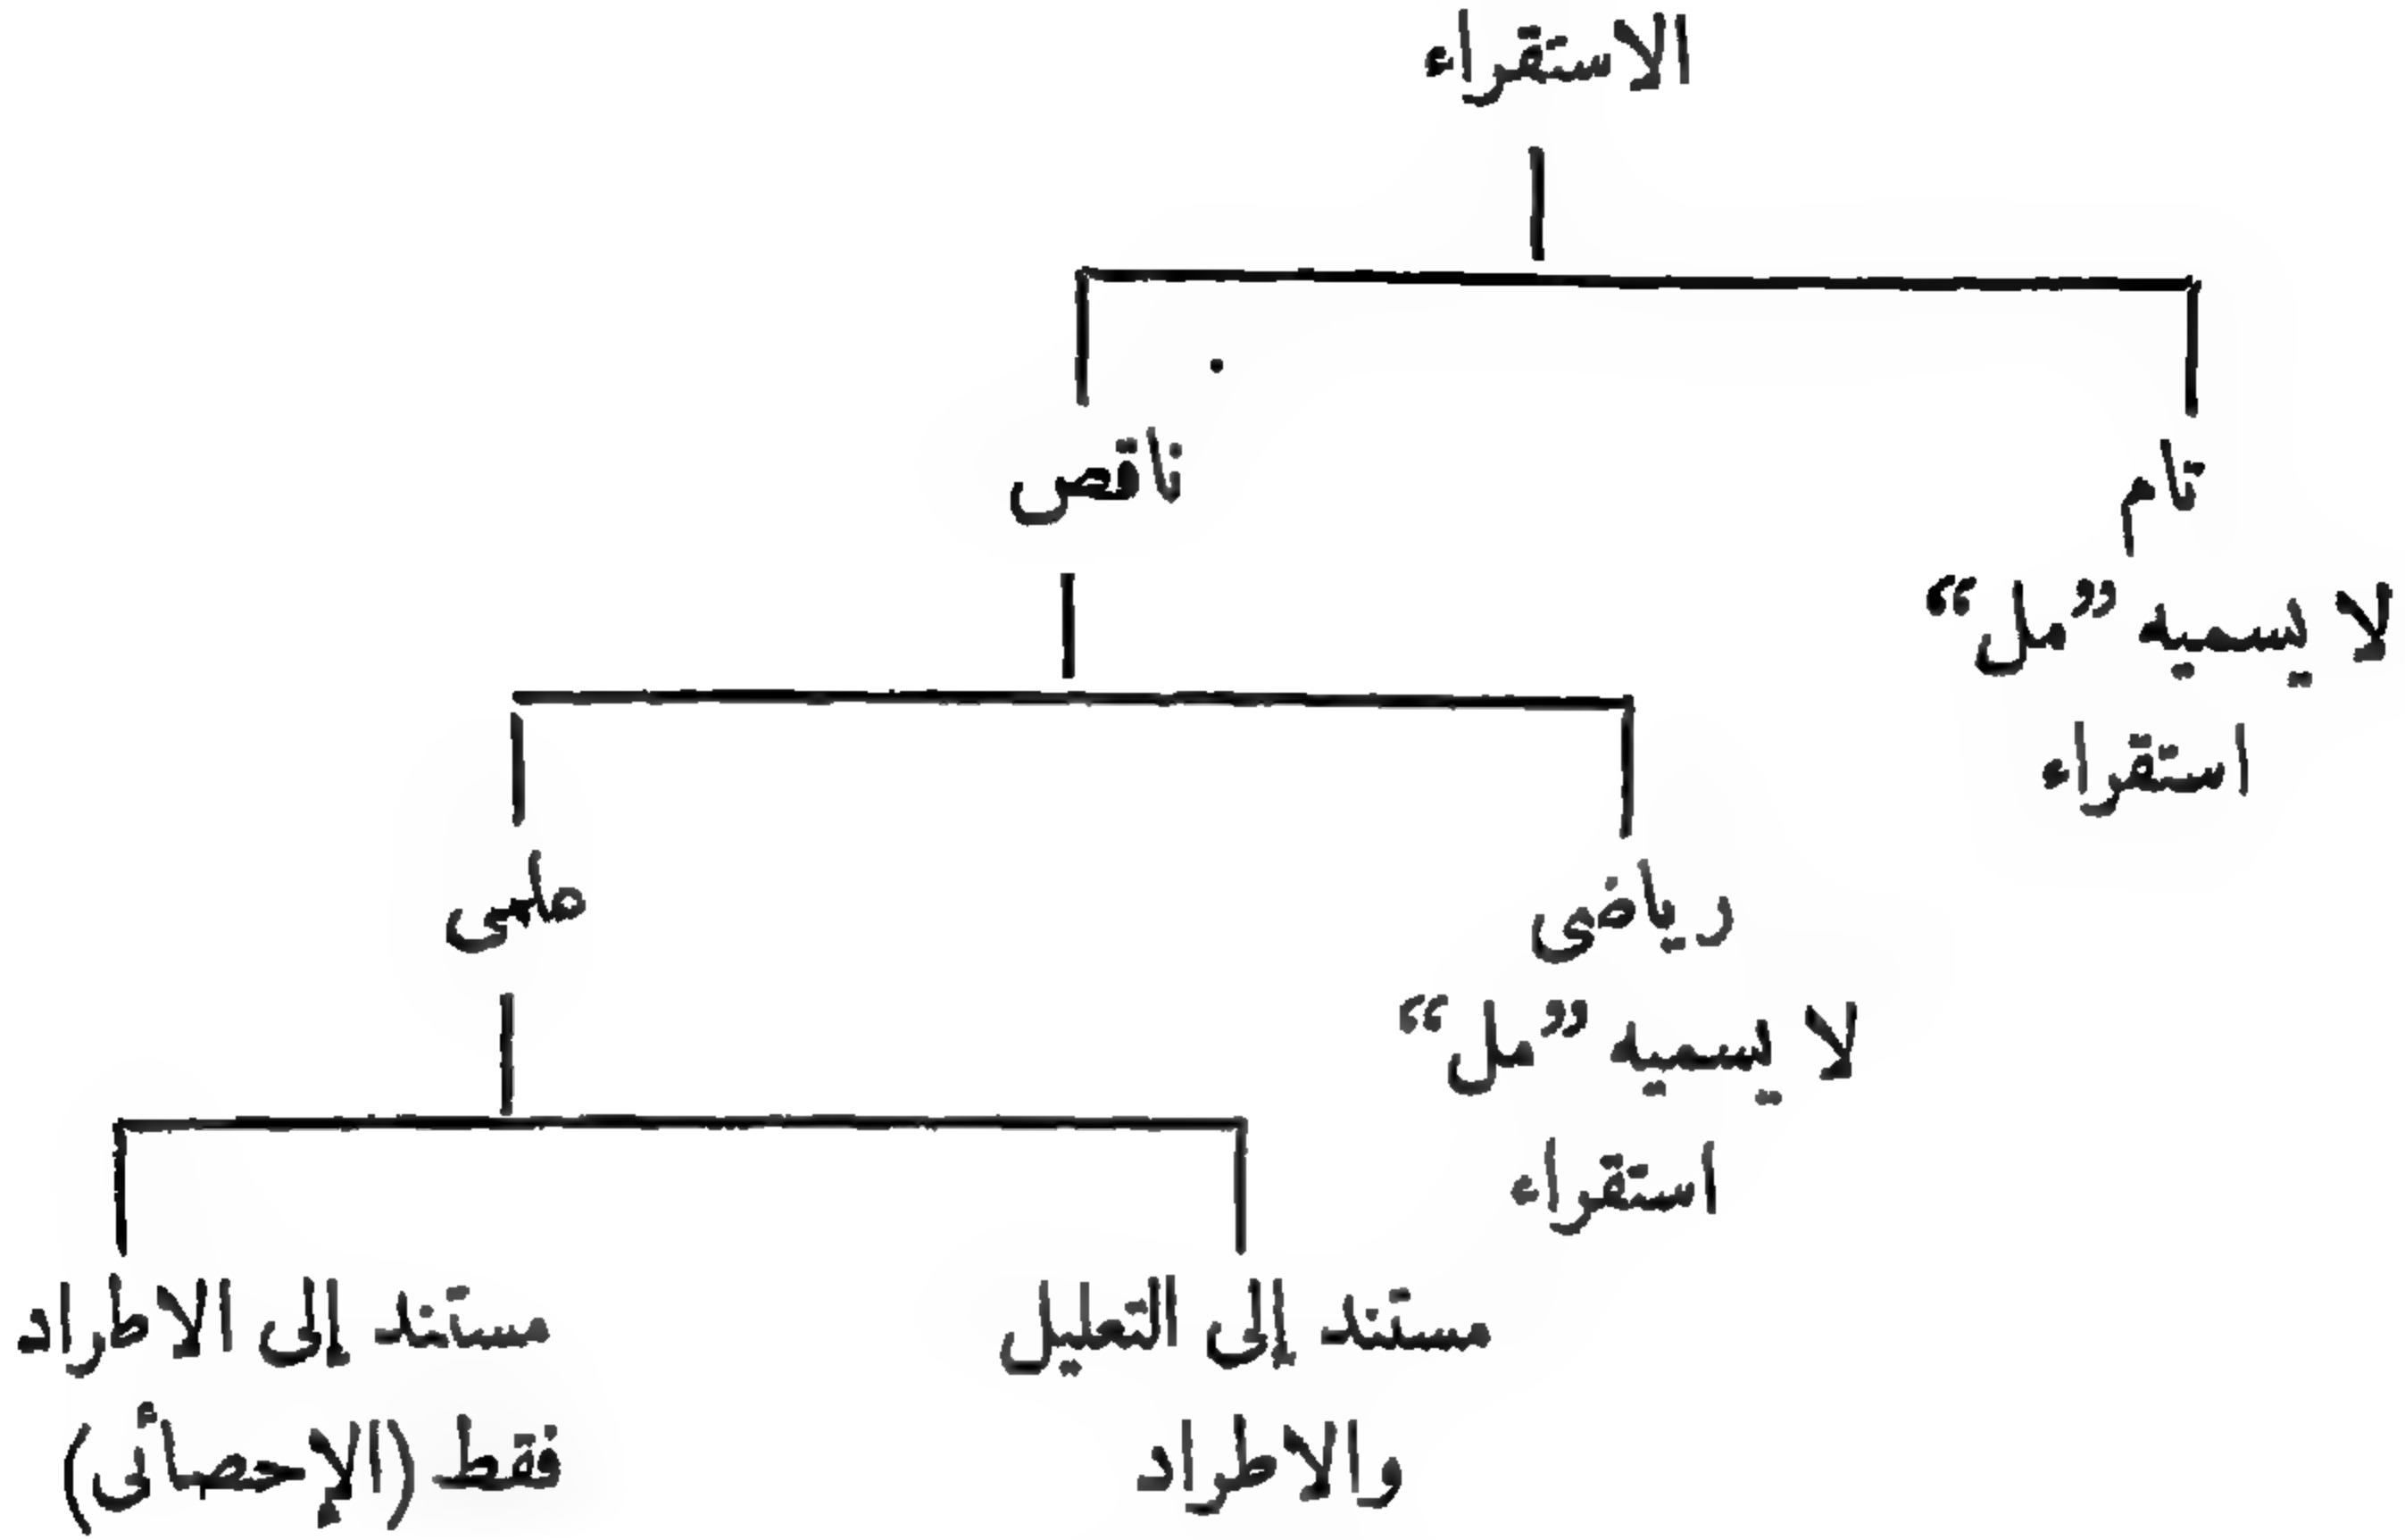 الاستقراء
تام
ناقص
لا يسميه ”مل“
استقراء
رياضى
علمى
لا يسميه ”مل“
استقراء
مستند إلى التعليل
مستند إلى الاطراد
والاطراد
فقط (الإحصائى)